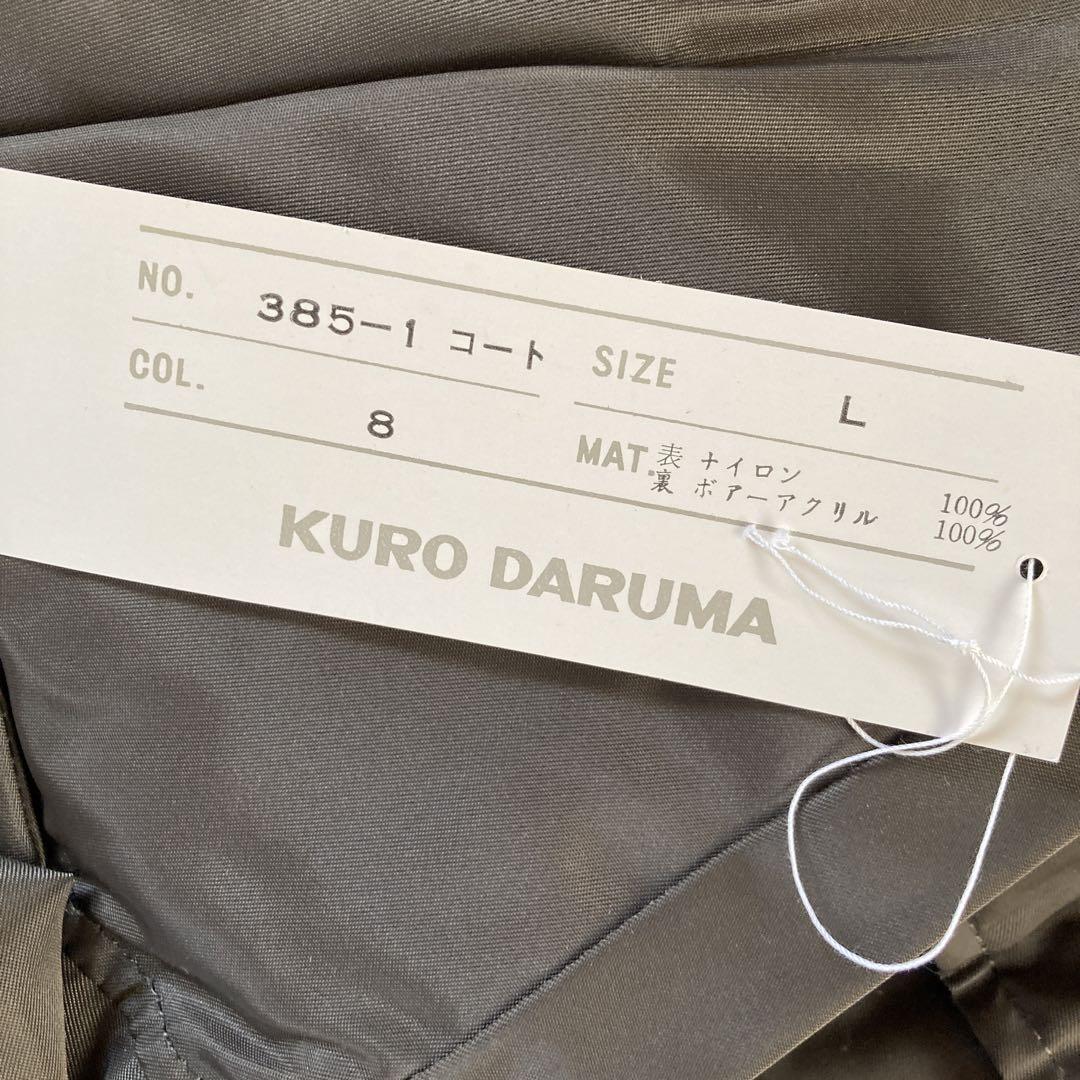 NO. 385-1 コート
COL. 8
SIZE L
MAT. 表 ナイロン 100%
裏 ボアーアクリル 100%
KURO DARUMA